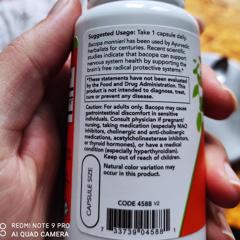 Suggested Usage: Take 1 capsule daily.
Bacopa monnieri has been used by Ayurvedic
herbalists for centuries. Recent scientific
studies indicate that bacopa can support
nervous system health by supporting the
brain's free radical protective systems.*
*These statements have not been evaluated
by the Food and Drug Administration. This
product is not intended to diagnose, treat,
cure or prevent any disease.
Caution: For adults only. Bacopa may cause
gastrointestinal discomfort in sensitive
individuals. Consult physician if pregnant/
nursing, taking medication (especially MAO
inhibitors, cholinergic and anti-cholinergic
medications, acetylcholinesterase inhibitors,
or thyroid hormones), or have a medical
condition (especially hyperthyroidism).
Keep out of reach of children.
Natural color variation may
occur in this product.
CAPSULE SIZE
CODE 4588 V2
7 33739 04588 1
REDMI NOTE 9 PRO
AI QUAD CAMERA